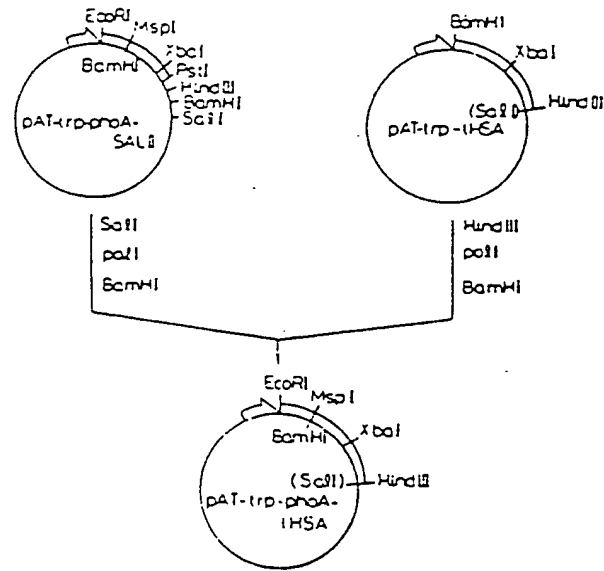 EcoRI
MspI
XbaI
PstI
HindIII
BamHI
SalI
BamHI
pAT-trp-phoA-
SALI
BamHI
XbaI
HindIII
(SalI)
pAT-trp-tHSA
SalI
polI
BamHI
HindIII
polI
BamHI
EcoRI
MspI
XbaI
BamHI
(SalI)
HindIII
pAT-trp-phoA-
tHSA